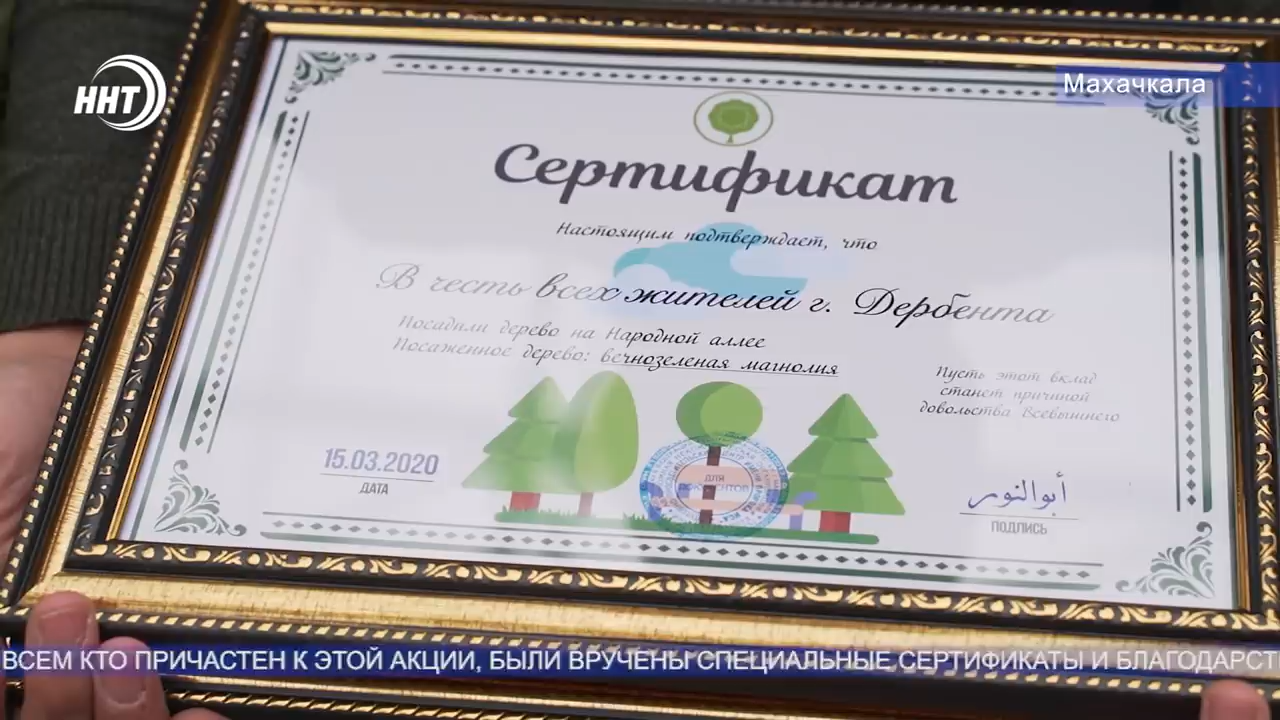 ННТ
Махачкала
Сертификат
Настоящим подтверждает, что
В честь всех жителей г. Дербента
Посадили дерево на Народной аллее
Посаженное дерево: вечнозеленая магнолия
Пусть этот вклад
станет причиной
довольства Всевышнего
15.03.2020
ДАТА
ДЛЯ
ДОКУМЕНТОВ
أبو النور
ПОДПИСЬ
ВСЕМ КТО ПРИЧАСТЕН К ЭТОЙ АКЦИИ, БЫЛИ ВРУЧЕНЫ СПЕЦИАЛЬНЫЕ СЕРТИФИКАТЫ И БЛАГОДАРСТ